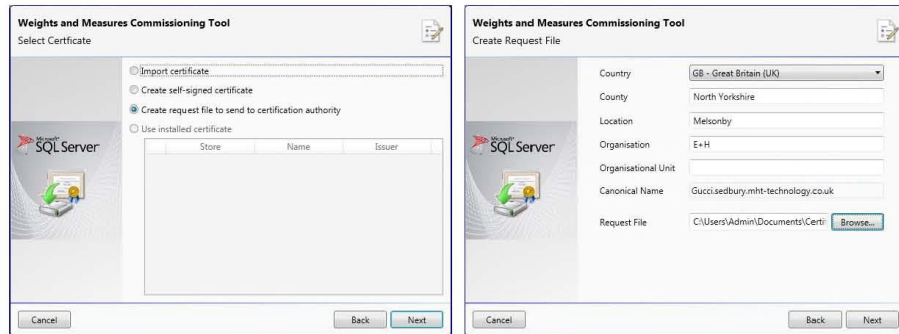 Weights and Measures Commissioning Tool
Select Certficate
Import certificate
Create self-signed certificate
Create request file to send to certification authority
Use installed certificate
Store Name Issuer
Microsoft
SQL Server
Cancel Back Next
Weights and Measures Commissioning Tool
Create Request File
Country GB - Great Britain (UK)
County North Yorkshire
Location Melsonby
Organisation E+H
Organisational Unit
Canonical Name Gucci.sedbury.mht-technology.co.uk
Request File C:\Users\Admin\Documents\Certi Browse...
Microsoft
SQL Server
Cancel Back Next